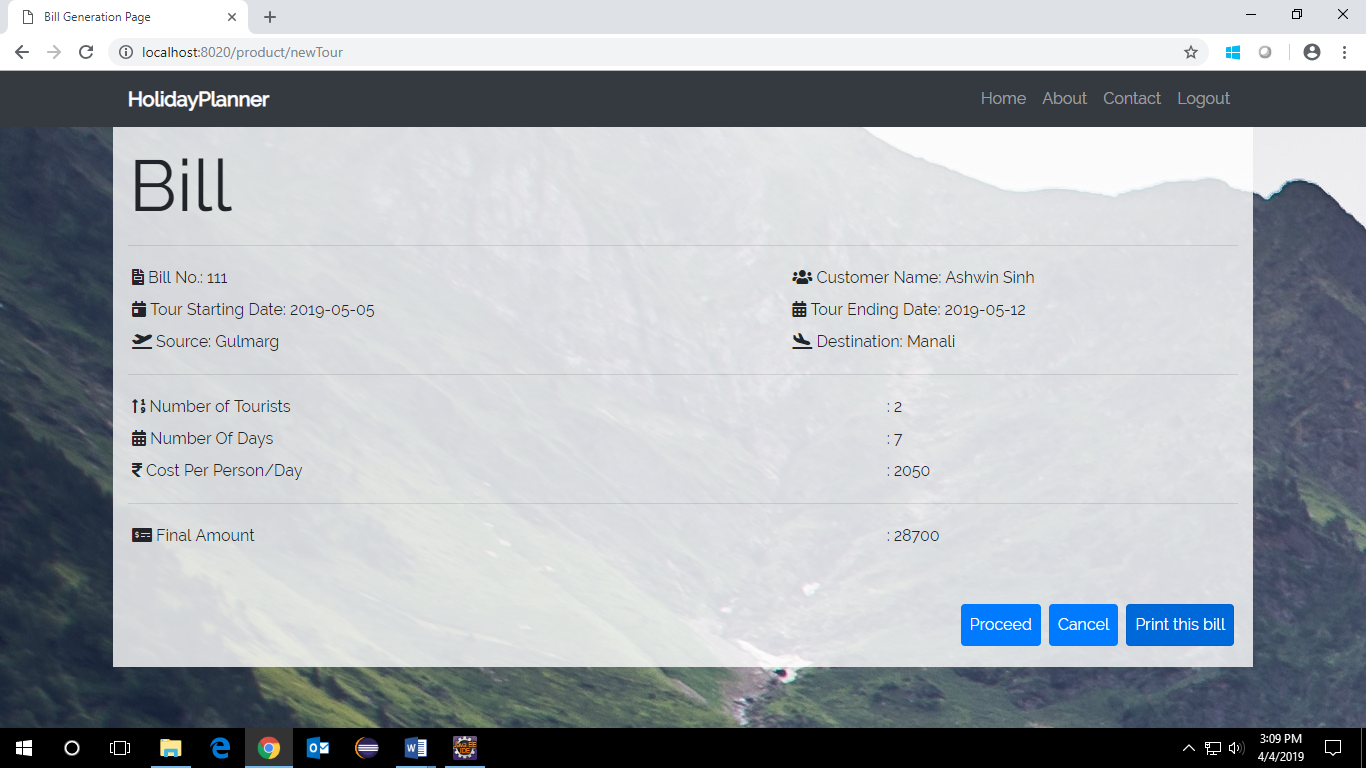 Bill Generation Page
localhost:8020/product/newTour
HolidayPlanner Home About Contact Logout
Bill
Bill No.: 111 Customer Name: Ashwin Sinh
Tour Starting Date: 2019-05-05 Tour Ending Date: 2019-05-12
Source: Gulmarg Destination: Manali
Number of Tourists : 2
Number Of Days : 7
₹ Cost Per Person/Day : 2050
Final Amount : 28700
Proceed Cancel Print this bill
3:09 PM
4/4/2019